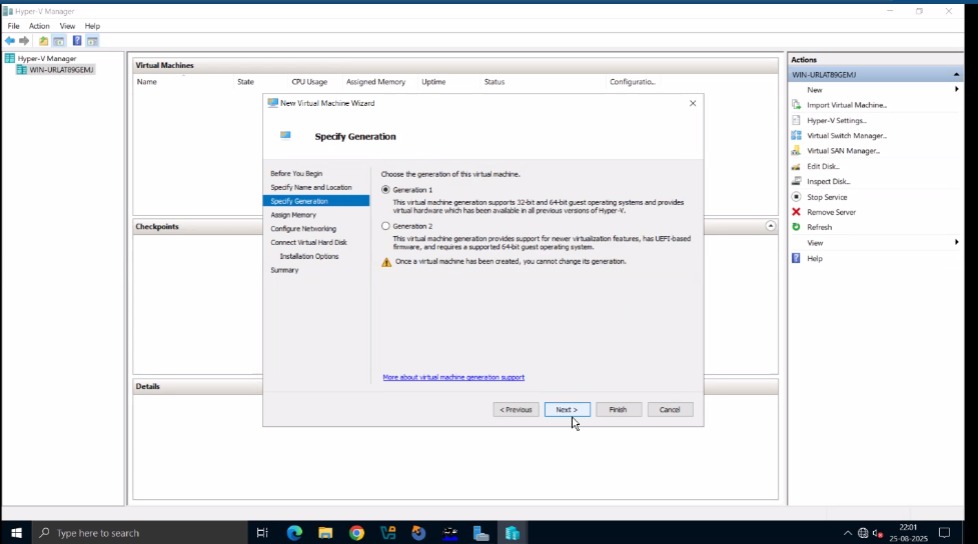 Hyper-V Manager
File Action View Help
Hyper-V Manager
WIN-URLAT89GEMJ
Virtual Machines
Name State CPU Usage Assigned Memory Uptime Status Configuratio...
New Virtual Machine Wizard
Specify Generation
Before You Begin
Specify Name and Location
Specify Generation
Assign Memory
Configure Networking
Connect Virtual Hard Disk
Installation Options
Summary
Choose the generation of this virtual machine.
Generation 1
This virtual machine generation supports 32-bit and 64-bit guest operating systems and provides
virtual hardware which has been available in all previous versions of Hyper-V.
Generation 2
This virtual machine generation provides support for newer virtualization features, has UEFI-based
firmware, and requires a supported 64-bit guest operating system.
Once a virtual machine has been created, you cannot change its generation.
More about virtual machine generation support
< Previous Next > Finish Cancel
Checkpoints
Details
Actions
WIN-URLAT89GEMJ
New
Import Virtual Machine...
Hyper-V Settings...
Virtual Switch Manager...
Virtual SAN Manager...
Edit Disk...
Inspect Disk...
Stop Service
Remove Server
Refresh
View
Help
Type here to search
22:01
25-08-2025